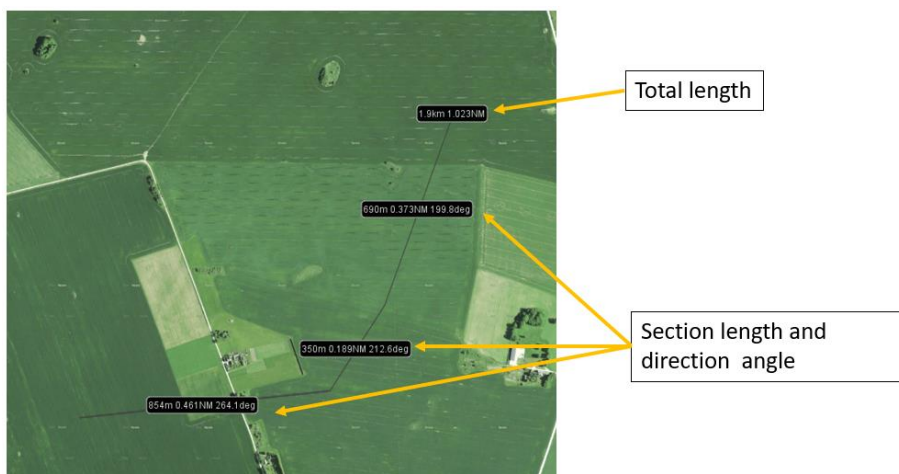 Total length
1.9km 1.023NM
690m 0.373NM 199.8deg
Section length and
direction angle
350m 0.189NM 212.6deg
854m 0.461NM 264.1deg